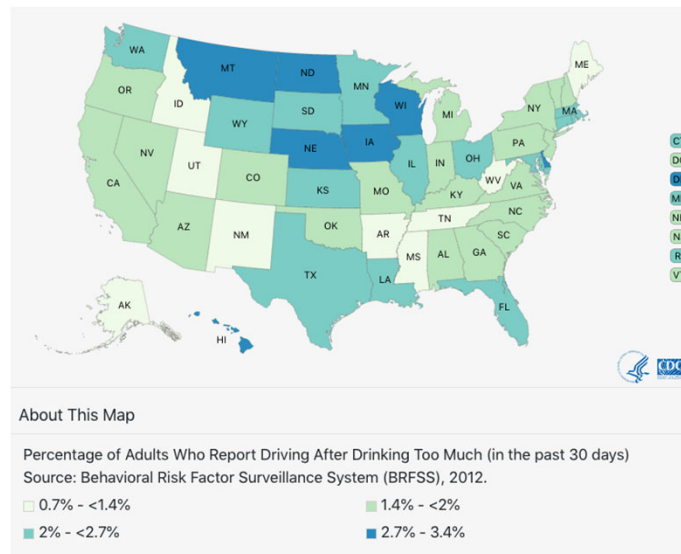 WA
MT
ND
MN
ME
OR
ID
SD
WI
WY
MI
NY
MA
NE
IA
PA
NV
UT
IL
IN
OH
CO
KS
MO
WV
VA
KY
CA
NC
TN
AZ
NM
OK
AR
SC
MS
AL
GA
TX
LA
FL
AK
HI
CDC
About This Map
Percentage of Adults Who Report Driving After Drinking Too Much (in the past 30 days)
Source: Behavioral Risk Factor Surveillance System (BRFSS), 2012.
0.7% - <1.4% 1.4% - <2%
2% - <2.7% 2.7% - 3.4%